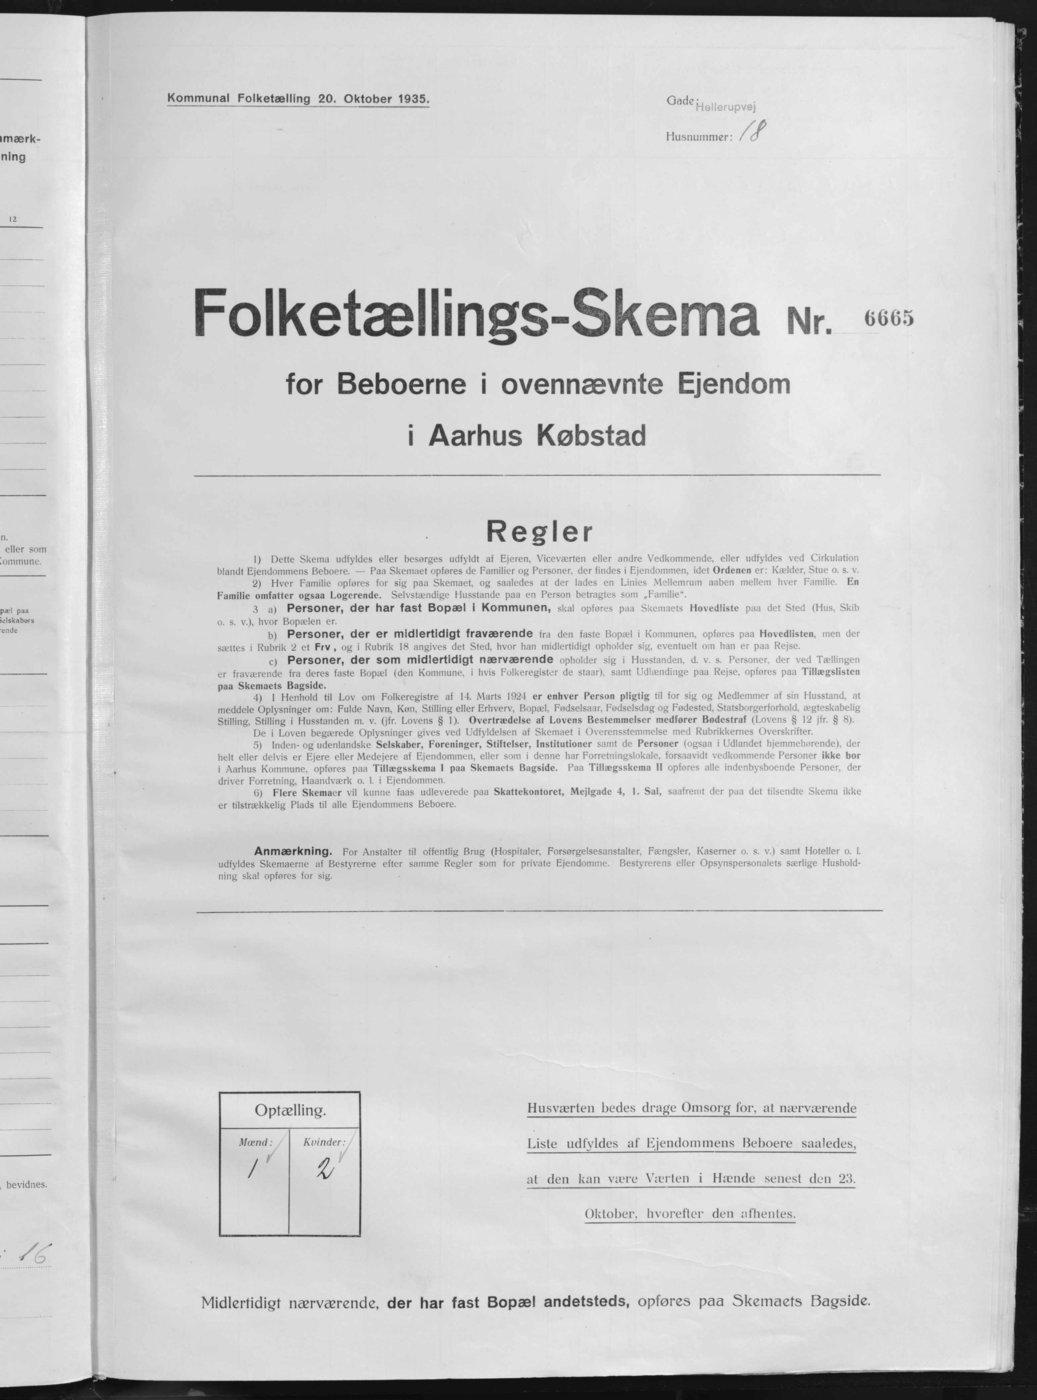 mærk-
ning
12
n.
eller som
Kommune.
pæl paa
Selskabers
ende
, bevidnes.
16
Kommunal Folketælling 20. Oktober 1935.
Gade: Hellerupvej
Husnummer: 18
Folketællings-Skema Nr. 6665
for Beboerne i ovennævnte Ejendom
i Aarhus Købstad
Regler
1) Dette Skema udfyldes eller besørges udfyldt af Ejeren, Viceværten eller andre Vedkommende, eller udfyldes ved Cirkulation
blandt Ejendommens Beboere. — Paa Skemaet opføres de Familier og Personer, der findes i Ejendommen, idet Ordenen er: Kælder, Stue o. s. v.
2) Hver Familie opføres for sig paa Skemaet, og saaledes at der lades en Linies Mellemrum aaben mellem hver Familie. En
Familie omfatter ogsaa Logerende. Selvstændige Husstande paa en Person betragtes som „Familie“.
3 a) Personer, der har fast Bopæl i Kommunen, skal opføres paa Skemaets Hovedliste paa det Sted (Hus, Skib
o. s. v.), hvor Bopælen er.
b) Personer, der er midlertidigt fraværende fra den faste Bopæl i Kommunen, opføres paa Hovedlisten, men der
sættes i Rubrik 2 et Frv., og i Rubrik 18 angives det Sted, hvor han midlertidigt opholder sig, eventuelt om han er paa Rejse.
c) Personer, der som midlertidigt nærværende opholder sig i Husstanden, d. v. s. Personer, der ved Tællingen
er fraværende fra deres faste Bopæl (den Kommune, i hvis Folkeregister de staar), samt Udlændinge paa Rejse, opføres paa Tillægslisten
paa Skemaets Bagside.
4) I Henhold til Lov om Folkeregistre af 14. Marts 1924 er enhver Person pligtig til for sig og Medlemmer af sin Husstand, at
meddele Oplysninger om: Fulde Navn, Køn, Stilling eller Erhverv, Bopæl, Fødselsaar, Fødselsdag og Fødested, Statsborgerforhold, ægteskabelig
Stilling, Stilling i Husstanden m. v. (jfr. Lovens § 1). Overtrædelse af Lovens Bestemmelser medfører Bødestraf (Lovens § 12 jfr. § 8).
De i Loven begærede Oplysninger gives ved Udfyldelsen af Skemaet i Overensstemmelse med Rubrikkernes Overskrifter.
5) Inden- og udenlandske Selskaber, Foreninger, Stiftelser, Institutioner samt de Personer (ogsaa i Udlandet hjemmehørende), der
helt eller delvis er Ejere eller Medejere af Ejendommen, eller som i denne har Forretningslokale, forsaavidt vedkommende Personer ikke bor
i Aarhus Kommune, opføres paa Tillægsskema I paa Skemaets Bagside. Paa Tillægsskema II opføres alle indenbysboende Personer, der
driver Forretning, Haandværk o. l. i Ejendommen.
6) Flere Skemaer vil kunne faas udleverede paa Skattekontoret, Mejlgade 4, 1. Sal, saafremt der paa det tilsendte Skema ikke
er tilstrækkelig Plads til alle Ejendommens Beboere.
Anmærkning. For Anstalter til offentlig Brug (Hospitaler, Forsørgelsesanstalter, Fængsler, Kaserner o. s. v.) samt Hoteller o. l.
udfyldes Skemaerne af Bestyrerne efter samme Regler som for private Ejendomme. Bestyrerens eller Opsynspersonalets særlige Hushold-
ning skal opføres for sig.
Optælling.
Mænd: Kvinder:
1 2
Husværten bedes drage Omsorg for, at nærværende
Liste udfyldes af Ejendommens Beboere saaledes,
at den kan være Værten i Hænde senest den 23.
Oktober, hvorefter den afhentes.
Midlertidigt nærværende, der har fast Bopæl andetsteds, opføres paa Skemaets Bagside.